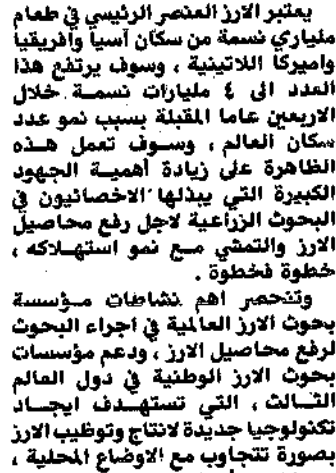 يعتبر الارز العنصر الرئيسي في طعام
ملياري نسمة من سكان آسيا وافريقيا
واميركا اللاتينية ، وسوف يرتفع هذا
العدد الى ٤ مليارات نسمة خلال
الاربعين عاما المقبلة بسبب نمو عدد
سكان العالم ، وسوف تعمل هذه
الظاهرة على زيادة أهمية الجهود
الكبيرة التي يبذلها الاخصائيون في
البحوث الزراعية لاجل رفع محاصيل
الارز والتمشي مع نمو استهلاكه ،
خطوة فخطوة .
وتنحصر اهم نشاطات مؤسسة
بحوث الارز العالمية في اجراء البحوث
لرفع محاصيل الارز ، ودعم مؤسسات
بحوث الارز الوطنية في دول العالم
الثالث ، التي تستهدف ايجاد
تكنولوجيا جديدة لانتاج وتوظيب الارز
بصورة تتجاوب مع الاوضاع المحلية ،